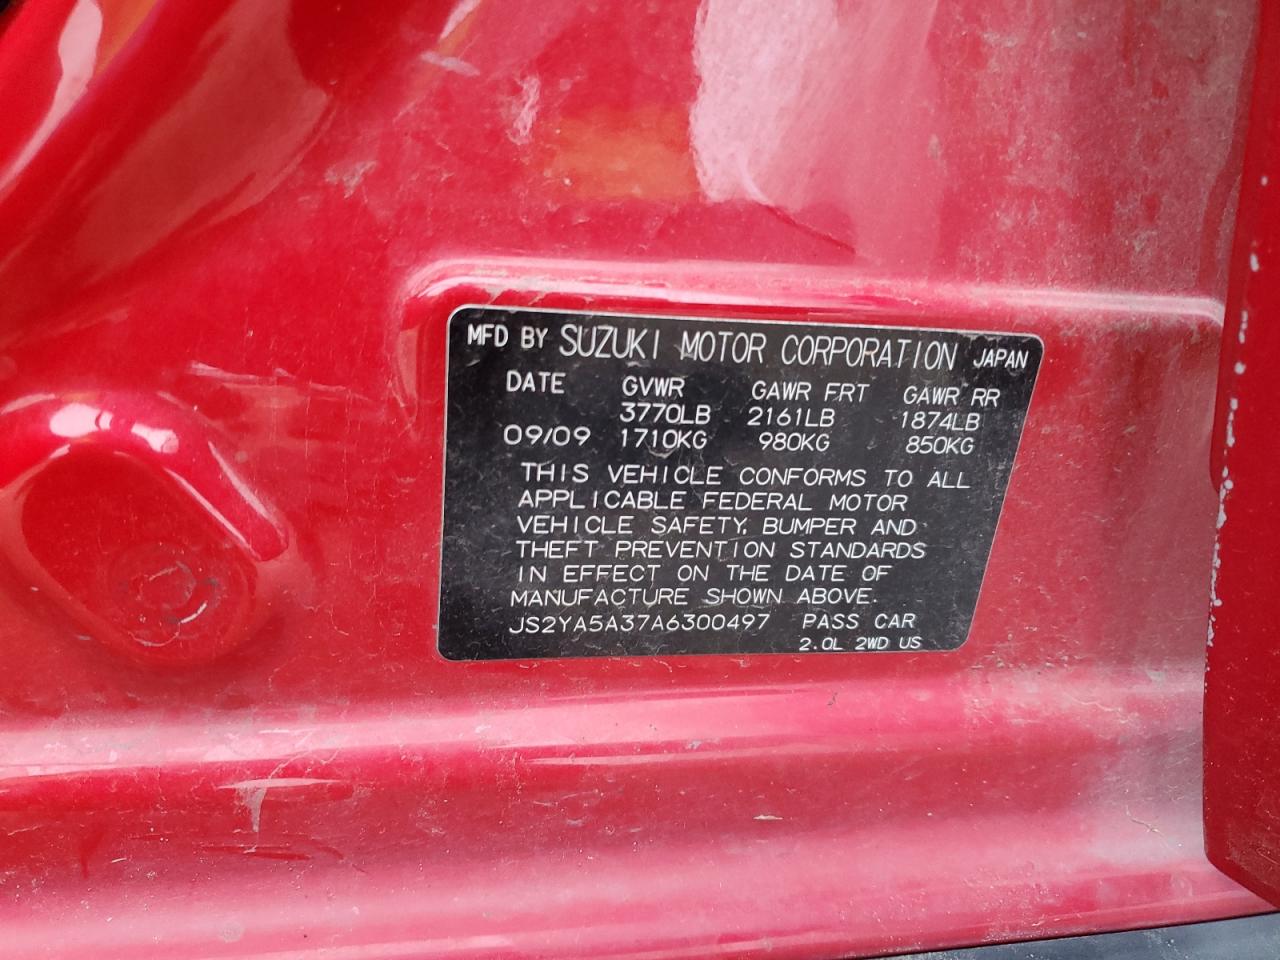 MFD BY SUZUKI MOTOR CORPORATION JAPAN
DATE GVWR GAWR FRT GAWR RR
3770LB 2161LB 1874LB
09/09 1710KG 980KG 850KG
THIS VEHICLE CONFORMS TO ALL
APPLICABLE FEDERAL MOTOR
VEHICLE SAFETY, BUMPER AND
THEFT PREVENTION STANDARDS
IN EFFECT ON THE DATE OF
MANUFACTURE SHOWN ABOVE.
JS2YA5A37A6300497 PASS CAR
2.0L 2WD US